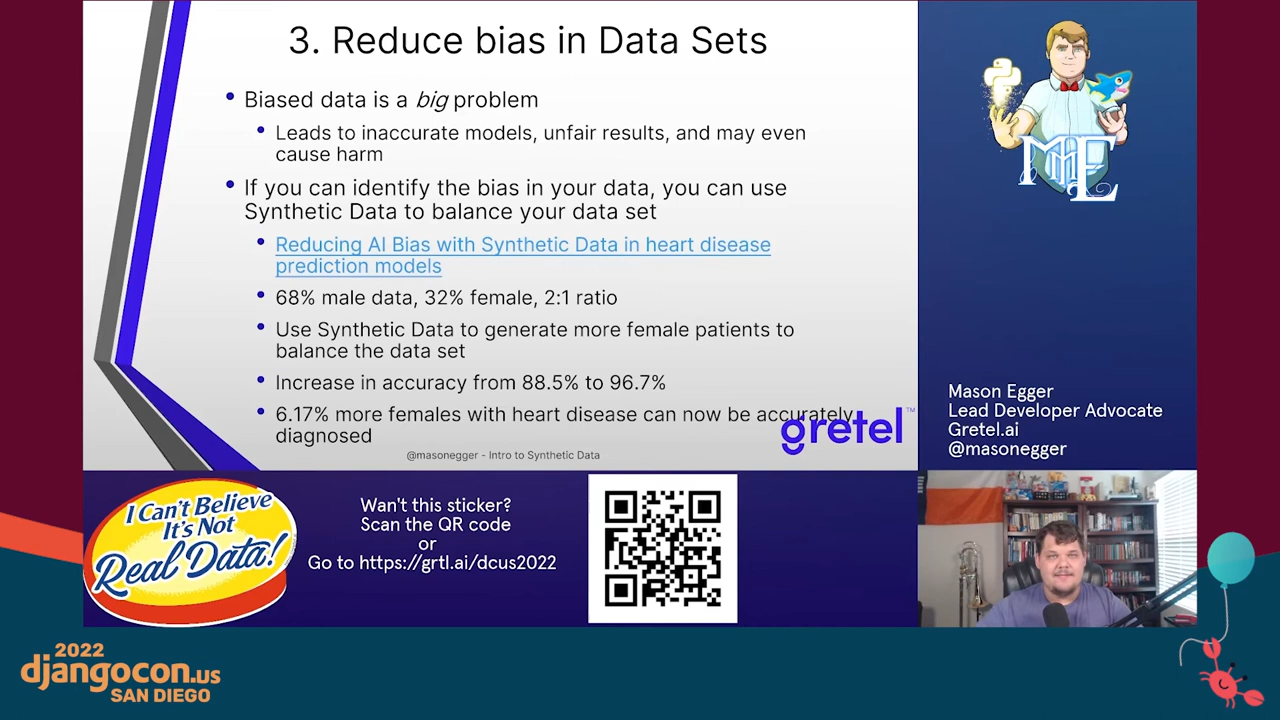 3. Reduce bias in Data Sets
Biased data is a big problem
Leads to inaccurate models, unfair results, and may even
cause harm
If you can identify the bias in your data, you can use
Synthetic Data to balance your data set
Reducing AI Bias with Synthetic Data in heart disease
prediction models
68% male data, 32% female, 2:1 ratio
Use Synthetic Data to generate more female patients to
balance the data set
Increase in accuracy from 88.5% to 96.7%
6.17% more females with heart disease can now be accurately
diagnosed
gretel™
@masonegger - Intro to Synthetic Data
MME
Mason Egger
Lead Developer Advocate
Gretel.ai
@masonegger
I Can't Believe
It's Not
Real Data!
Wan't this sticker?
Scan the QR code
or
Go to https://grtl.ai/dcus2022
2022
djangocon.us
SAN DIEGO